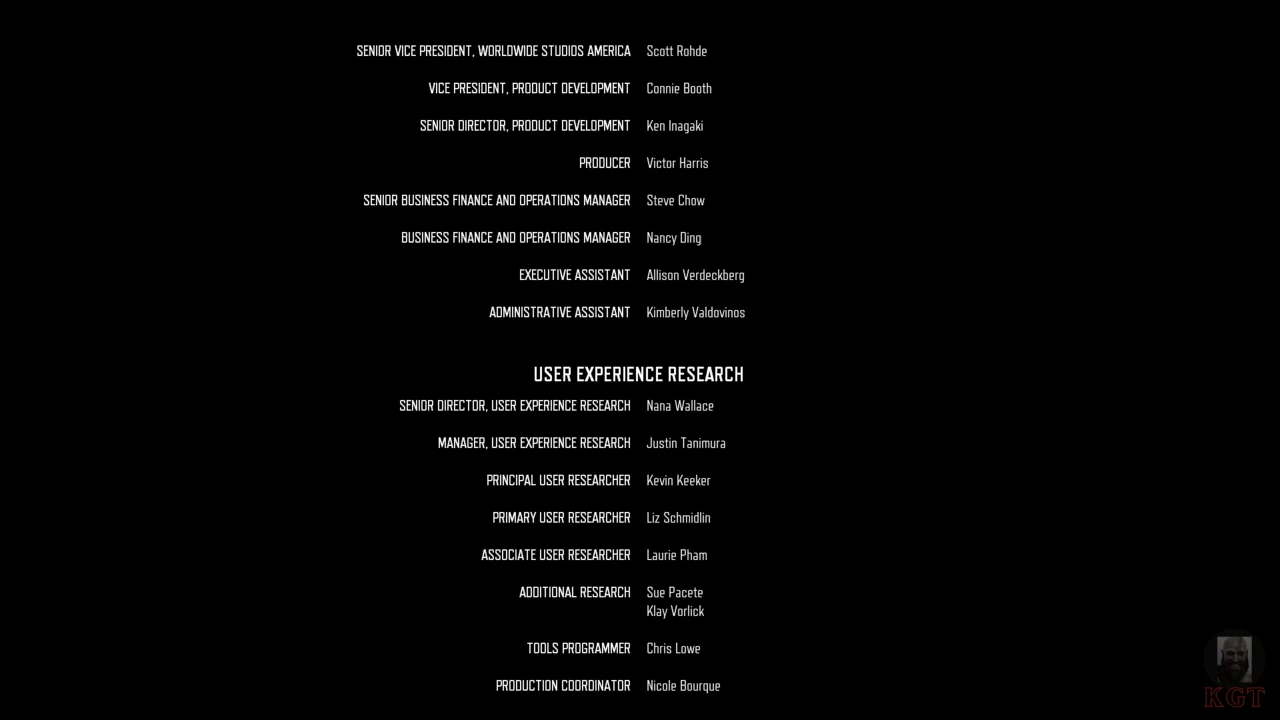 SENIOR VICE PRESIDENT, WORLDWIDE STUDIOS AMERICA Scott Rohde
VICE PRESIDENT, PRODUCT DEVELOPMENT Connie Booth
SENIOR DIRECTOR, PRODUCT DEVELOPMENT Ken Inagaki
PRODUCER Victor Harris
SENIOR BUSINESS FINANCE AND OPERATIONS MANAGER Steve Chow
BUSINESS FINANCE AND OPERATIONS MANAGER Nancy Ding
EXECUTIVE ASSISTANT Allison Verdeckberg
ADMINISTRATIVE ASSISTANT Kimberly Valdovinos
USER EXPERIENCE RESEARCH
SENIOR DIRECTOR, USER EXPERIENCE RESEARCH Nana Wallace
MANAGER, USER EXPERIENCE RESEARCH Justin Tanimura
PRINCIPAL USER RESEARCHER Kevin Keeker
PRIMARY USER RESEARCHER Liz Schmidlin
ASSOCIATE USER RESEARCHER Laurie Pham
ADDITIONAL RESEARCH Sue Pacete
Klay Vorlick
TOOLS PROGRAMMER Chris Lowe
PRODUCTION COORDINATOR Nicole Bourque
KGT